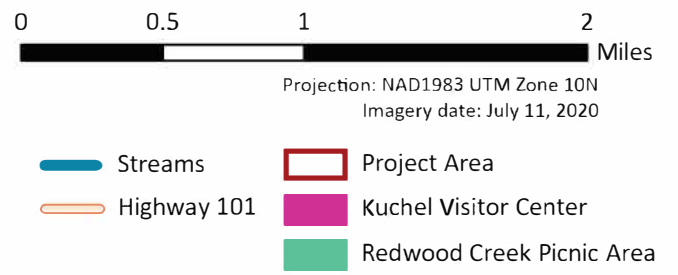 0 0.5 1 2
Miles
Projection: NAD1983 UTM Zone 10N
Imagery date: July 11, 2020
Streams
Project Area
Highway 101
Kuchel Visitor Center
Redwood Creek Picnic Area